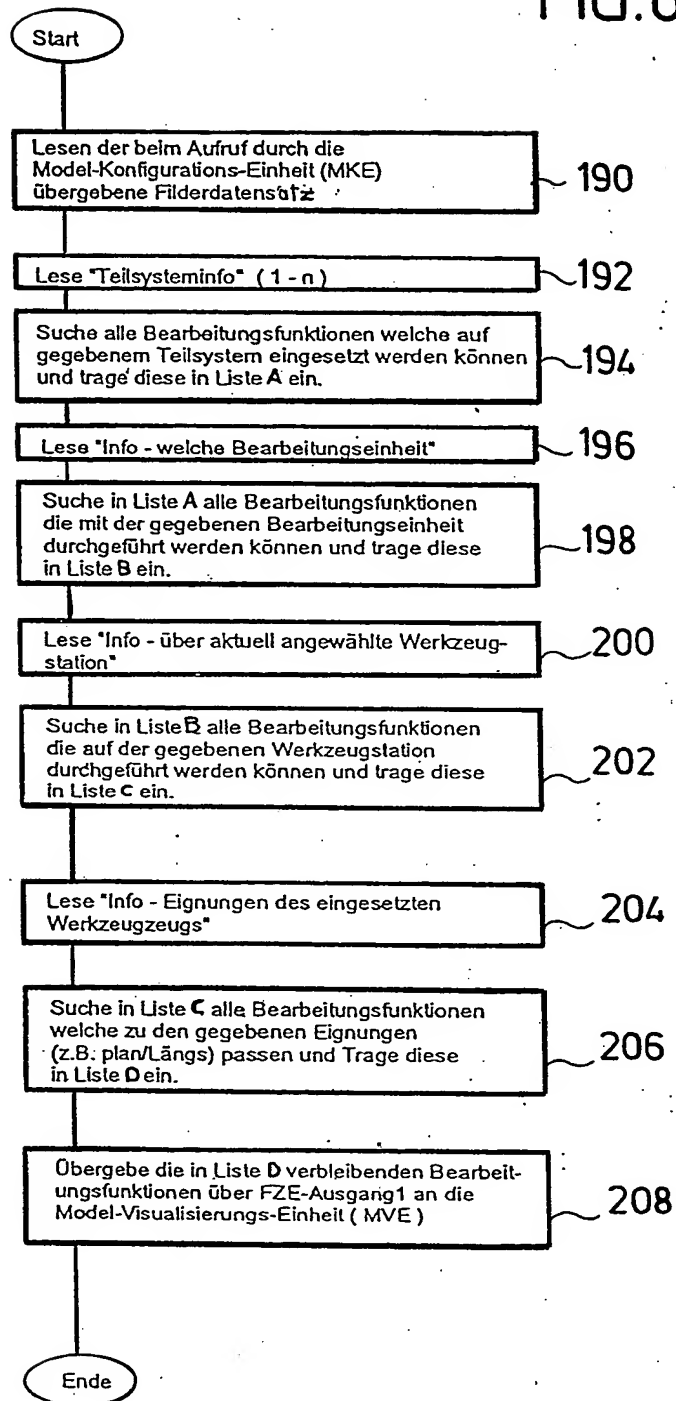 Start
Lesen der beim Aufruf durch die
Model-Konfigurations-Einheit (MKE)
übergebene Filderdatensatz
190
Lese "Teilsysteminfo" (1-n)
192
Suche alle Bearbeitungsfunktionen welche auf
gegebenem Teilsystem eingesetzt werden können
und trage diese in Liste A ein.
194
Lese "Info - welche Bearbeitungseinheit"
196
Suche in Liste A alle Bearbeitungsfunktionen
die mit der gegebenen Bearbeitungseinheit
durchgeführt werden können und trage diese
in Liste B ein.
198
Lese "Info - über aktuell angewählte Werkzeug-
station"
200
Suche in Liste B alle Bearbeitungsfunktionen
die auf der gegebenen Werkzeugstation
durchgeführt werden können und trage diese
in Liste C ein.
202
Lese "Info - Eignungen des eingesetzten
Werkzeugzeugs"
204
Suche in Liste C alle Bearbeitungsfunktionen
welche zu den gegebenen Eignungen
(z.B. plan/Längs) passen und Trage diese
in Liste D ein.
206
Übergebe die in Liste D verbleibenden Bearbeit-
ungsfunktionen über FZE-Ausgang1 an die
Model-Visualisierungs-Einheit ( MVE )
208
Ende